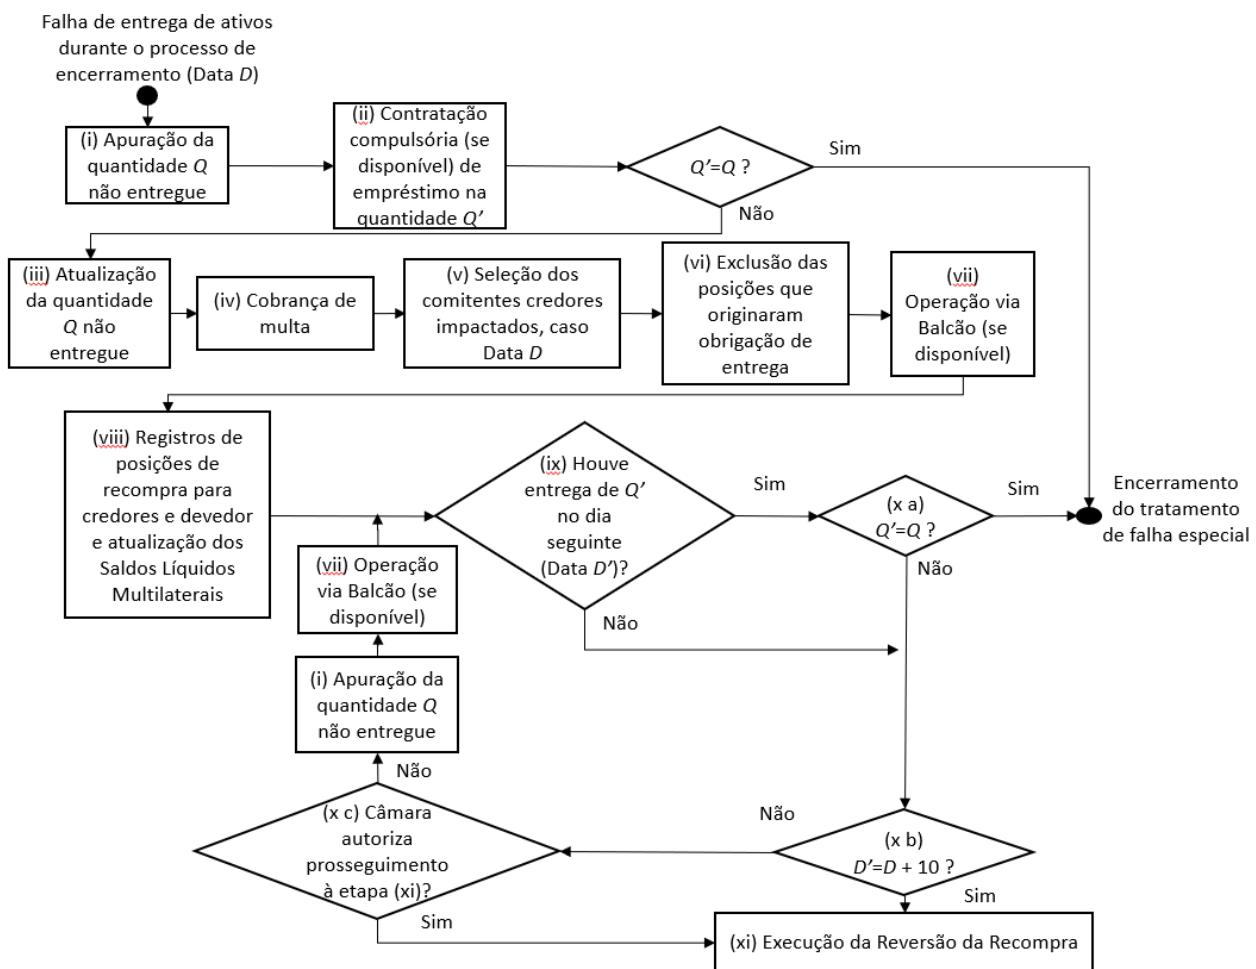 Falha de entrega de ativos
durante o processo de
encerramento (Data D)
(i) Apuração da
quantidade Q
não entregue
(ii) Contratação
compulsória (se
disponível) de
empréstimo na
quantidade Q’
Q’=Q ?
Sim
Não
(iii) Atualização
da quantidade
Q não
entregue
(iv) Cobrança de
multa
(v) Seleção dos
comitentes credores
impactados, caso
Data D
(vi) Exclusão das
posições que
originaram
obrigação de
entrega
(vii)
Operação via
Balcão (se
disponível)
(viii) Registros de
posições de
recompra para
credores e devedor
e atualização dos
Saldos Líquidos
Multilaterais
(ix) Houve
entrega de Q’
no dia
seguinte
(Data D’)?
Sim
Não
(x a)
Q’=Q ?
Sim
Não
Encerramento
do tratamento
de falha especial
(vii) Operação
via Balcão (se
disponível)
(i) Apuração da
quantidade Q
não entregue
Não
(x c) Câmara
autoriza
prosseguimento
à etapa (xi)?
Sim
Não
(x b)
D’=D + 10 ?
Sim
(xi) Execução da Reversão da Recompra